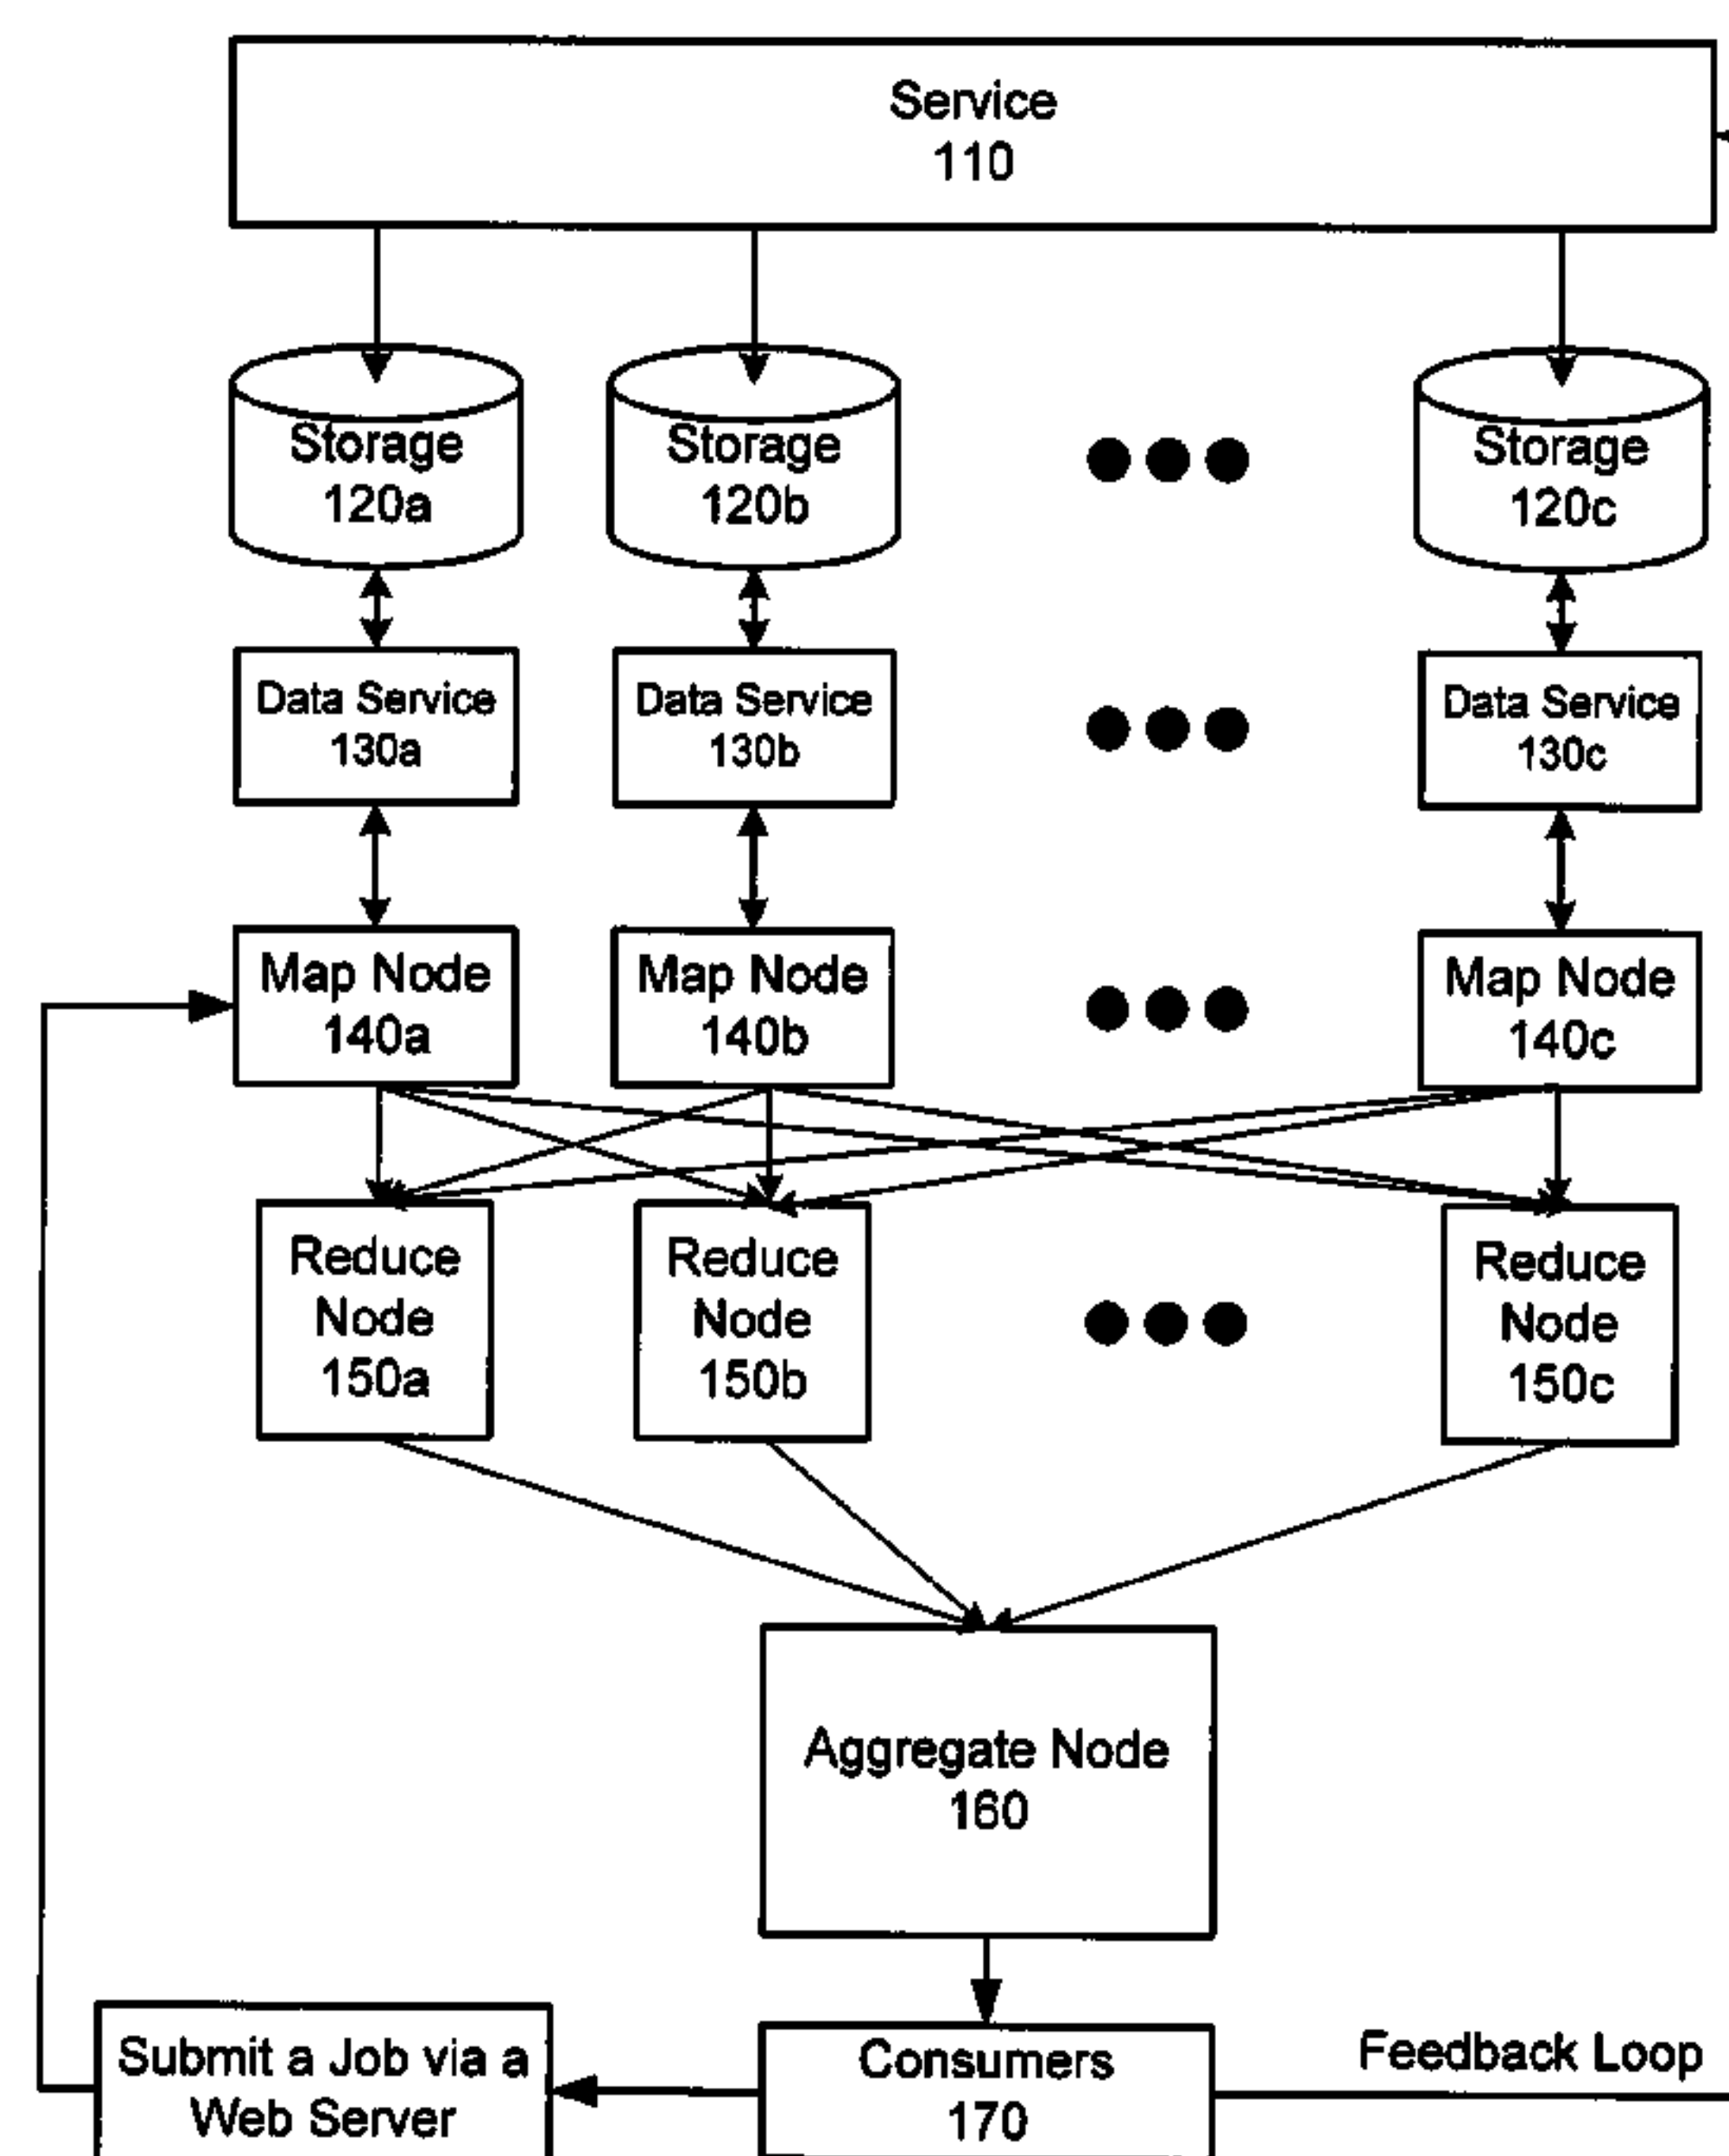 Service
110
Storage
120a
Storage
120b
Storage
120c
Data Service
130a
Data Service
130b
Data Service
130c
Map Node
140a
Map Node
140b
Map Node
140c
Reduce
Node
150a
Reduce
Node
150b
Reduce
Node
150c
Aggregate Node
160
Submit a Job via a
Web Server
Consumers
170
Feedback Loop